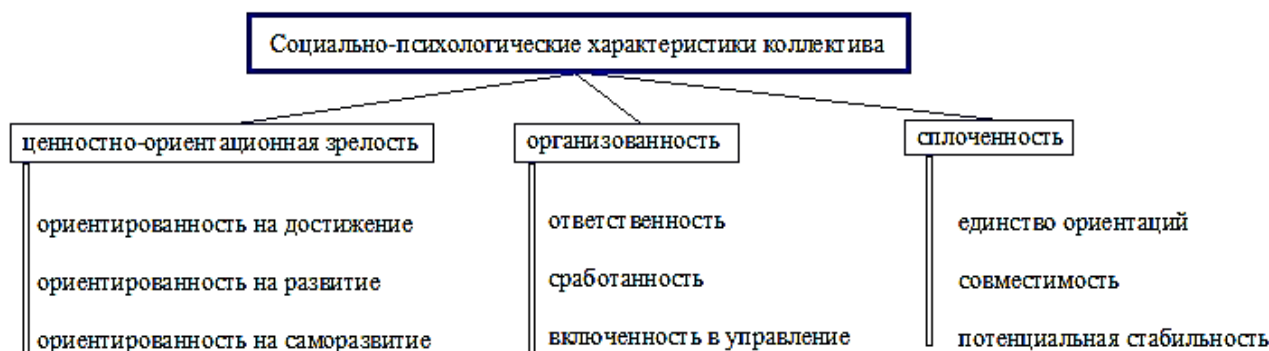 Социально-психологические характеристики коллектива
ценностно-ориентационная зрелость
ориентированность на достижение
ориентированность на развитие
ориентированность на саморазвитие
организованность
ответственность
сработанность
включенность в управление
сплоченность
единство ориентаций
совместимость
потенциальная стабильность